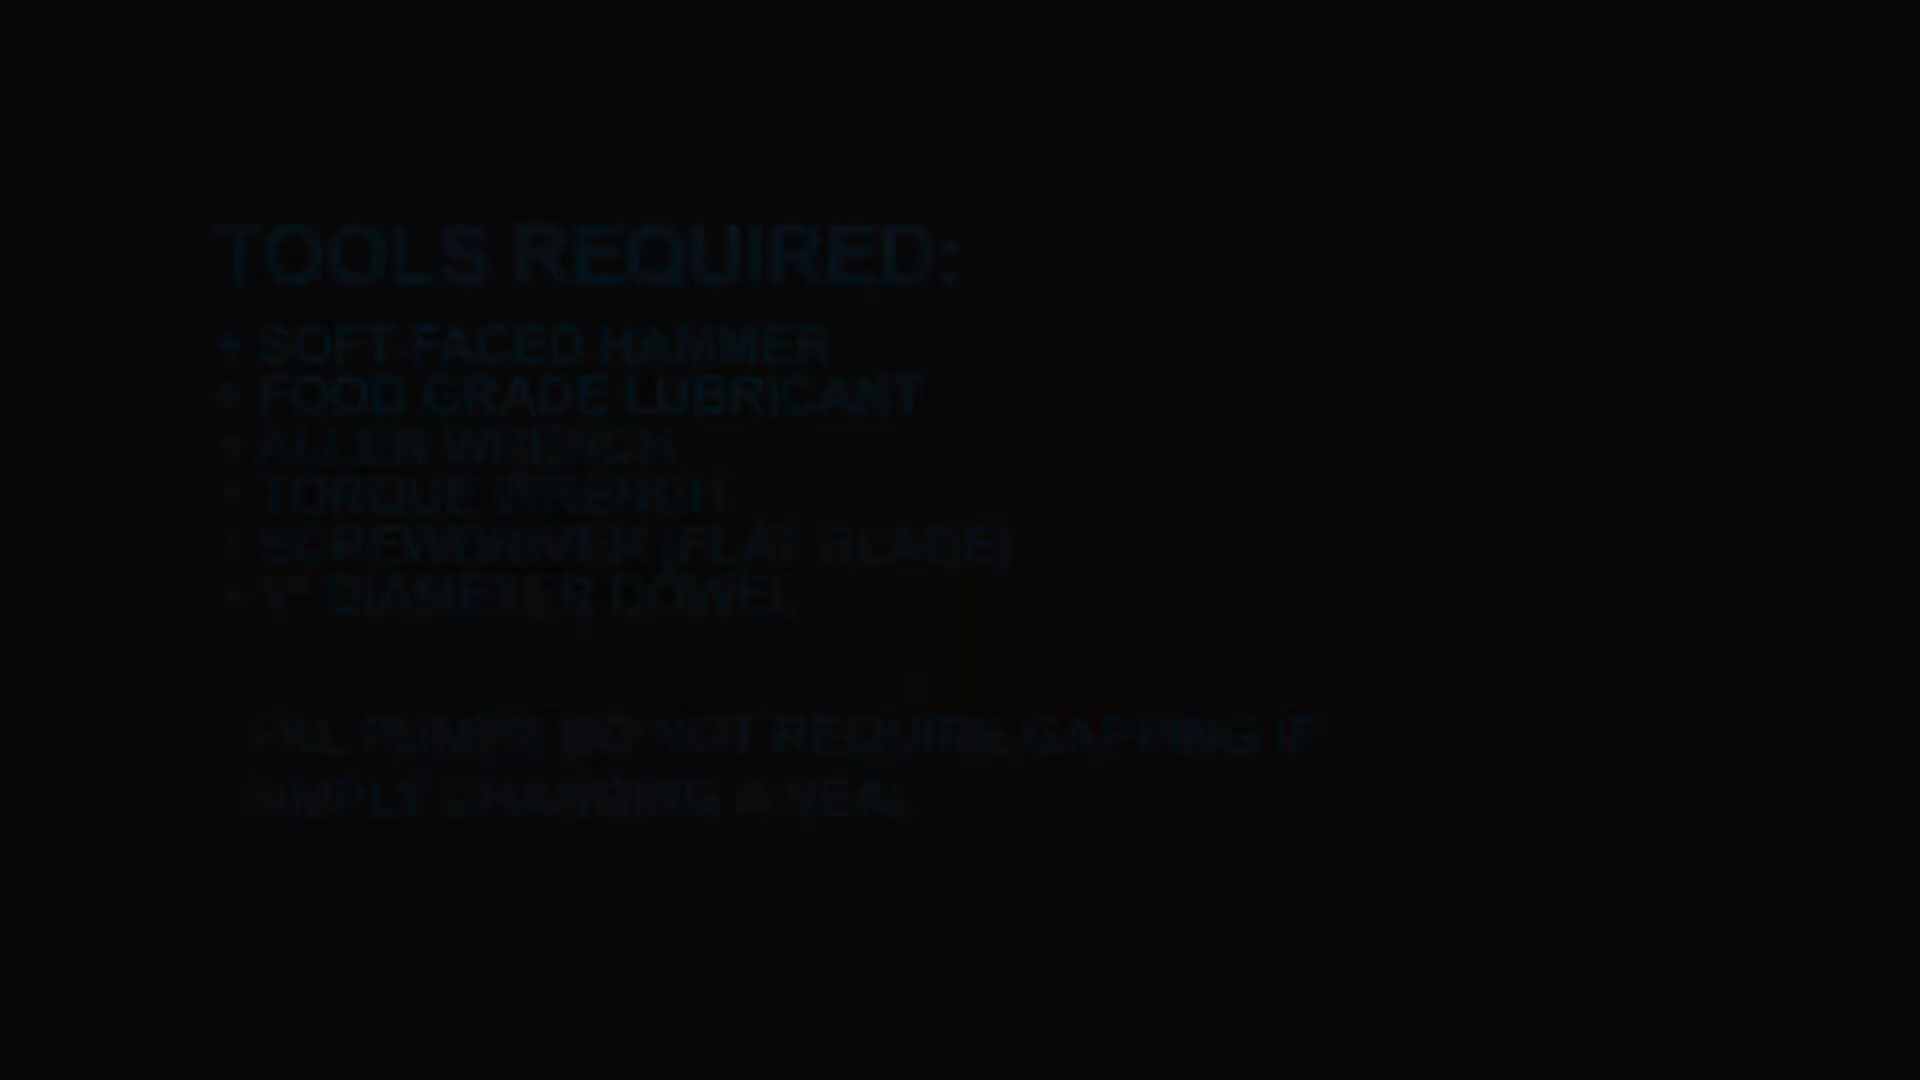 TOOLS REQUIRED:
• SOFT-FACED HAMMER
• FOOD GRADE LUBRICANT
• ALLEN WRENCH
• TORQUE WRENCH
• SCREWDRIVER (FLAT BLADE)
• 1" DIAMETER DOWEL
PUMPS DO NOT REQUIRE GAPPING IF
SIMPLY CHANGING A SEAL